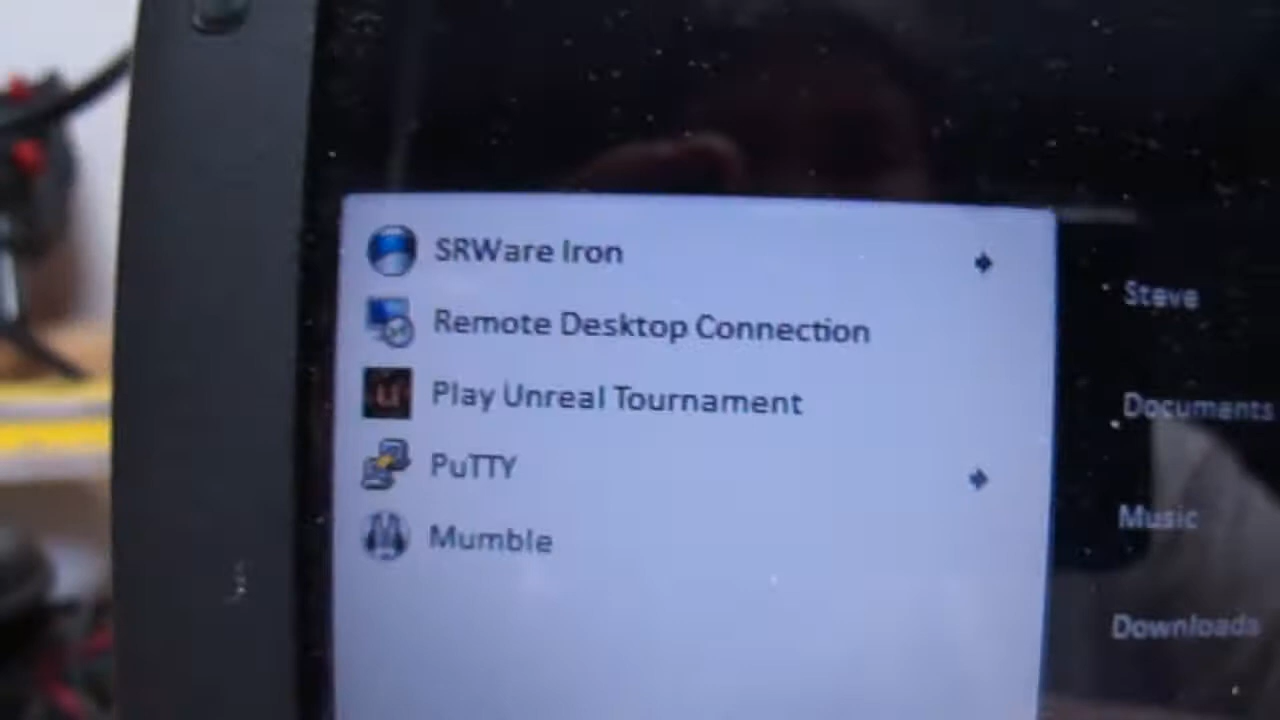 SRWare Iron
Remote Desktop Connection
Play Unreal Tournament
PuTTY
Mumble
Steve
Documents
Music
Downloads